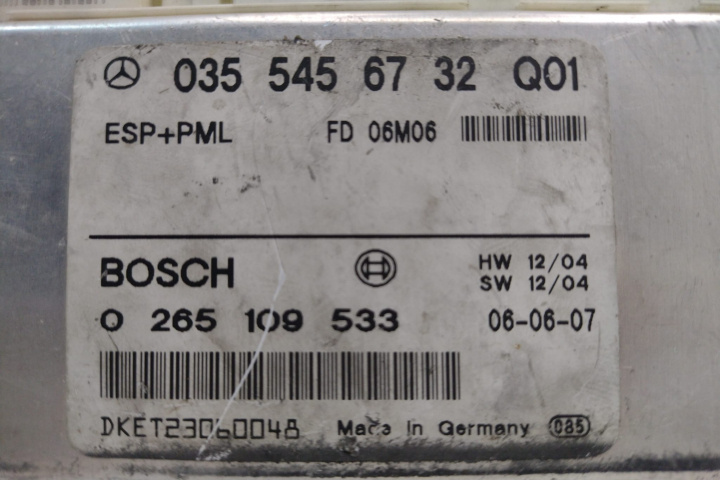 035 545 67 32 Q01
ESP+PML FD 06M06
BOSCH HW 12/04
SW 12/04
0 265 109 533 06-06-07
DKET23060048 Made In Germany 085